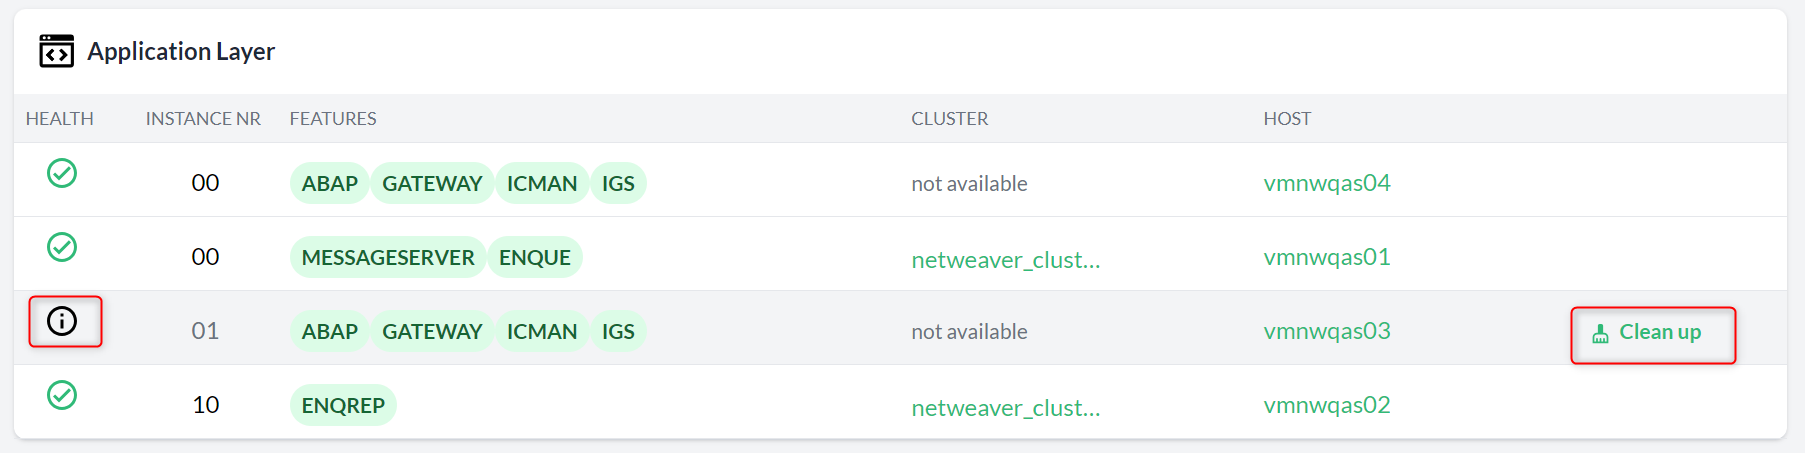 Application Layer
HEALTH INSTANCE NR FEATURES CLUSTER HOST
00 ABAP GATEWAY ICMAN IGS not available vmnwqas04
00 MESSAGESERVER ENQUE netweaver_clust... vmnwqas01
01 ABAP GATEWAY ICMAN IGS not available vmnwqas03 Clean up
10 ENQREP netweaver_clust... vmnwqas02